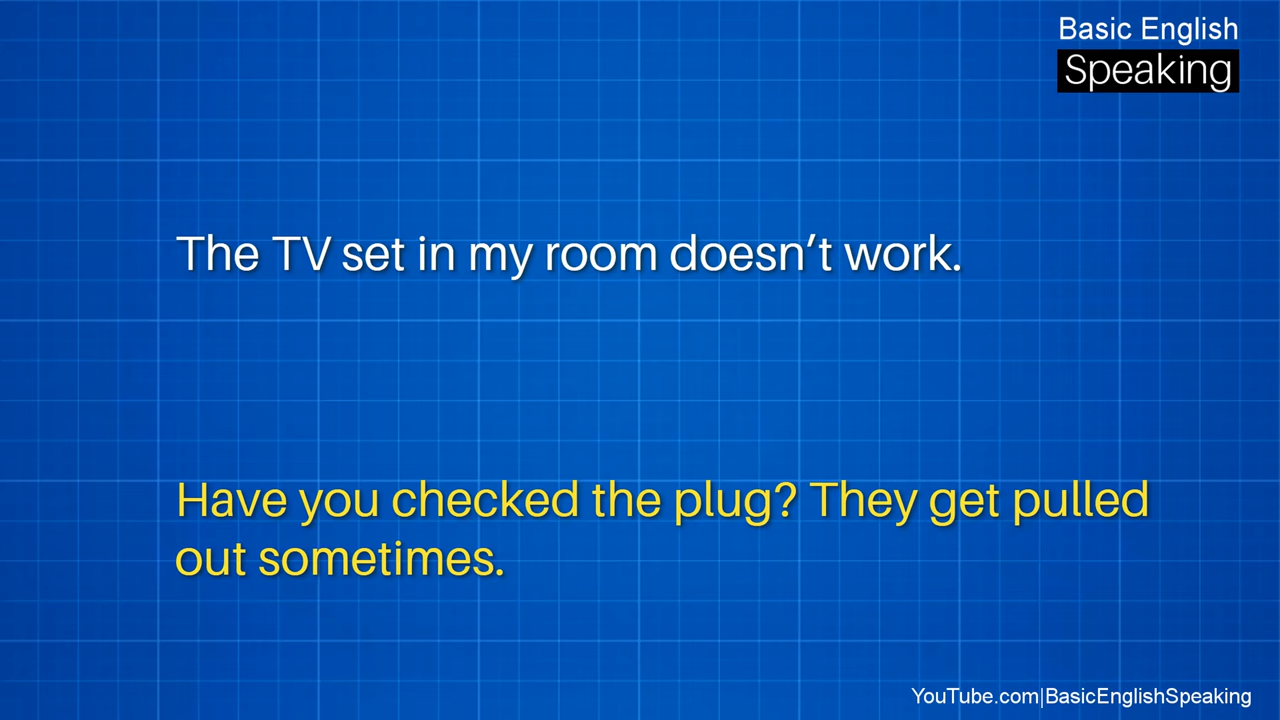 Basic English
Speaking
The TV set in my room doesn’t work.
Have you checked the plug? They get pulled
out sometimes.
YouTube.com|BasicEnglishSpeaking